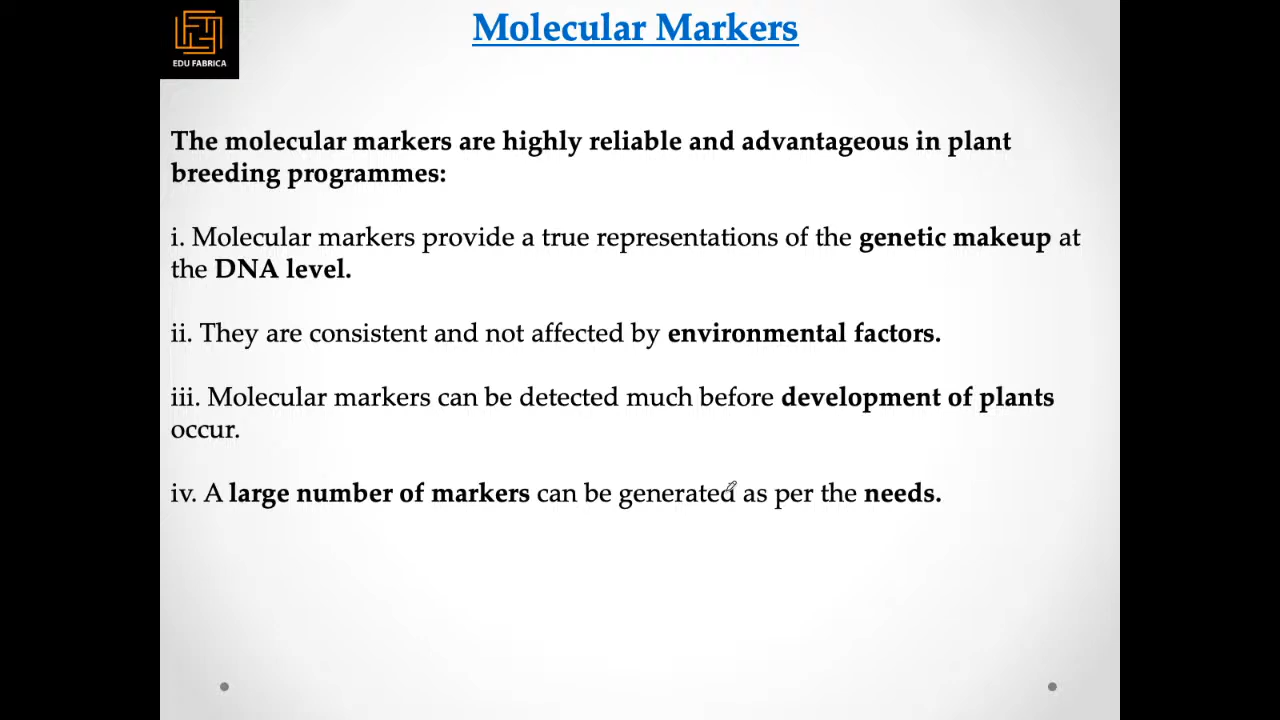 EDU FABRICA
Molecular Markers
The molecular markers are highly reliable and advantageous in plant
breeding programmes:
i. Molecular markers provide a true representations of the genetic makeup at
the DNA level.
ii. They are consistent and not affected by environmental factors.
iii. Molecular markers can be detected much before development of plants
occur.
iv. A large number of markers can be generated as per the needs.